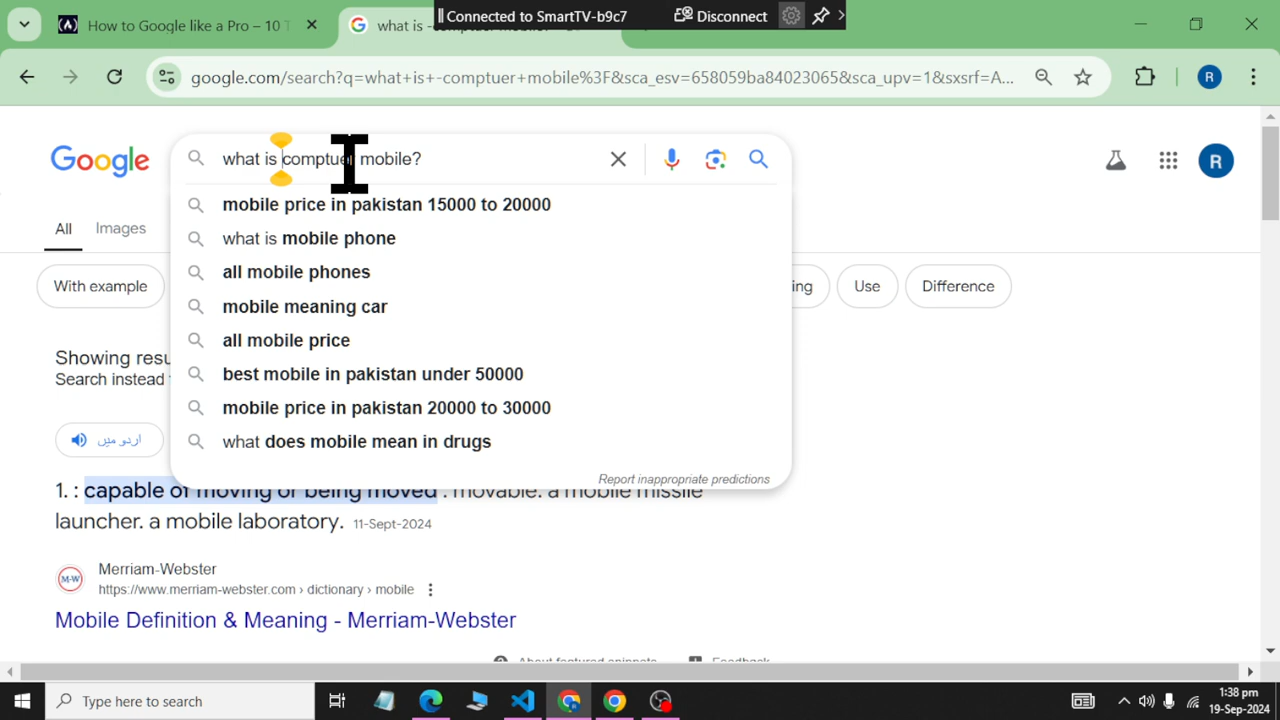 How to Google like a Pro – 10 T
what is -comptuer mobile?
Connected to SmartTV-b9c7
Disconnect
google.com/search?q=what+is+-comptuer+mobile%3F&sca_esv=658059ba84023065&sca_upv=1&sxsrf=A...
R
Google
what is comptuer mobile?
R
mobile price in pakistan 15000 to 20000
what is mobile phone
all mobile phones
mobile meaning car
all mobile price
best mobile in pakistan under 50000
mobile price in pakistan 20000 to 30000
what does mobile mean in drugs
Report inappropriate predictions
All
Images
With example
ing
Use
Difference
Showing resu
Search instead
اردو میں
1. : capable of moving or being moved : movable. a mobile missile
launcher. a mobile laboratory. 11-Sept-2024
M-W
Merriam-Webster
https://www.merriam-webster.com › dictionary › mobile
Mobile Definition & Meaning - Merriam-Webster
About featured snippets
Feedback
Type here to search
1:38 pm
19-Sep-2024